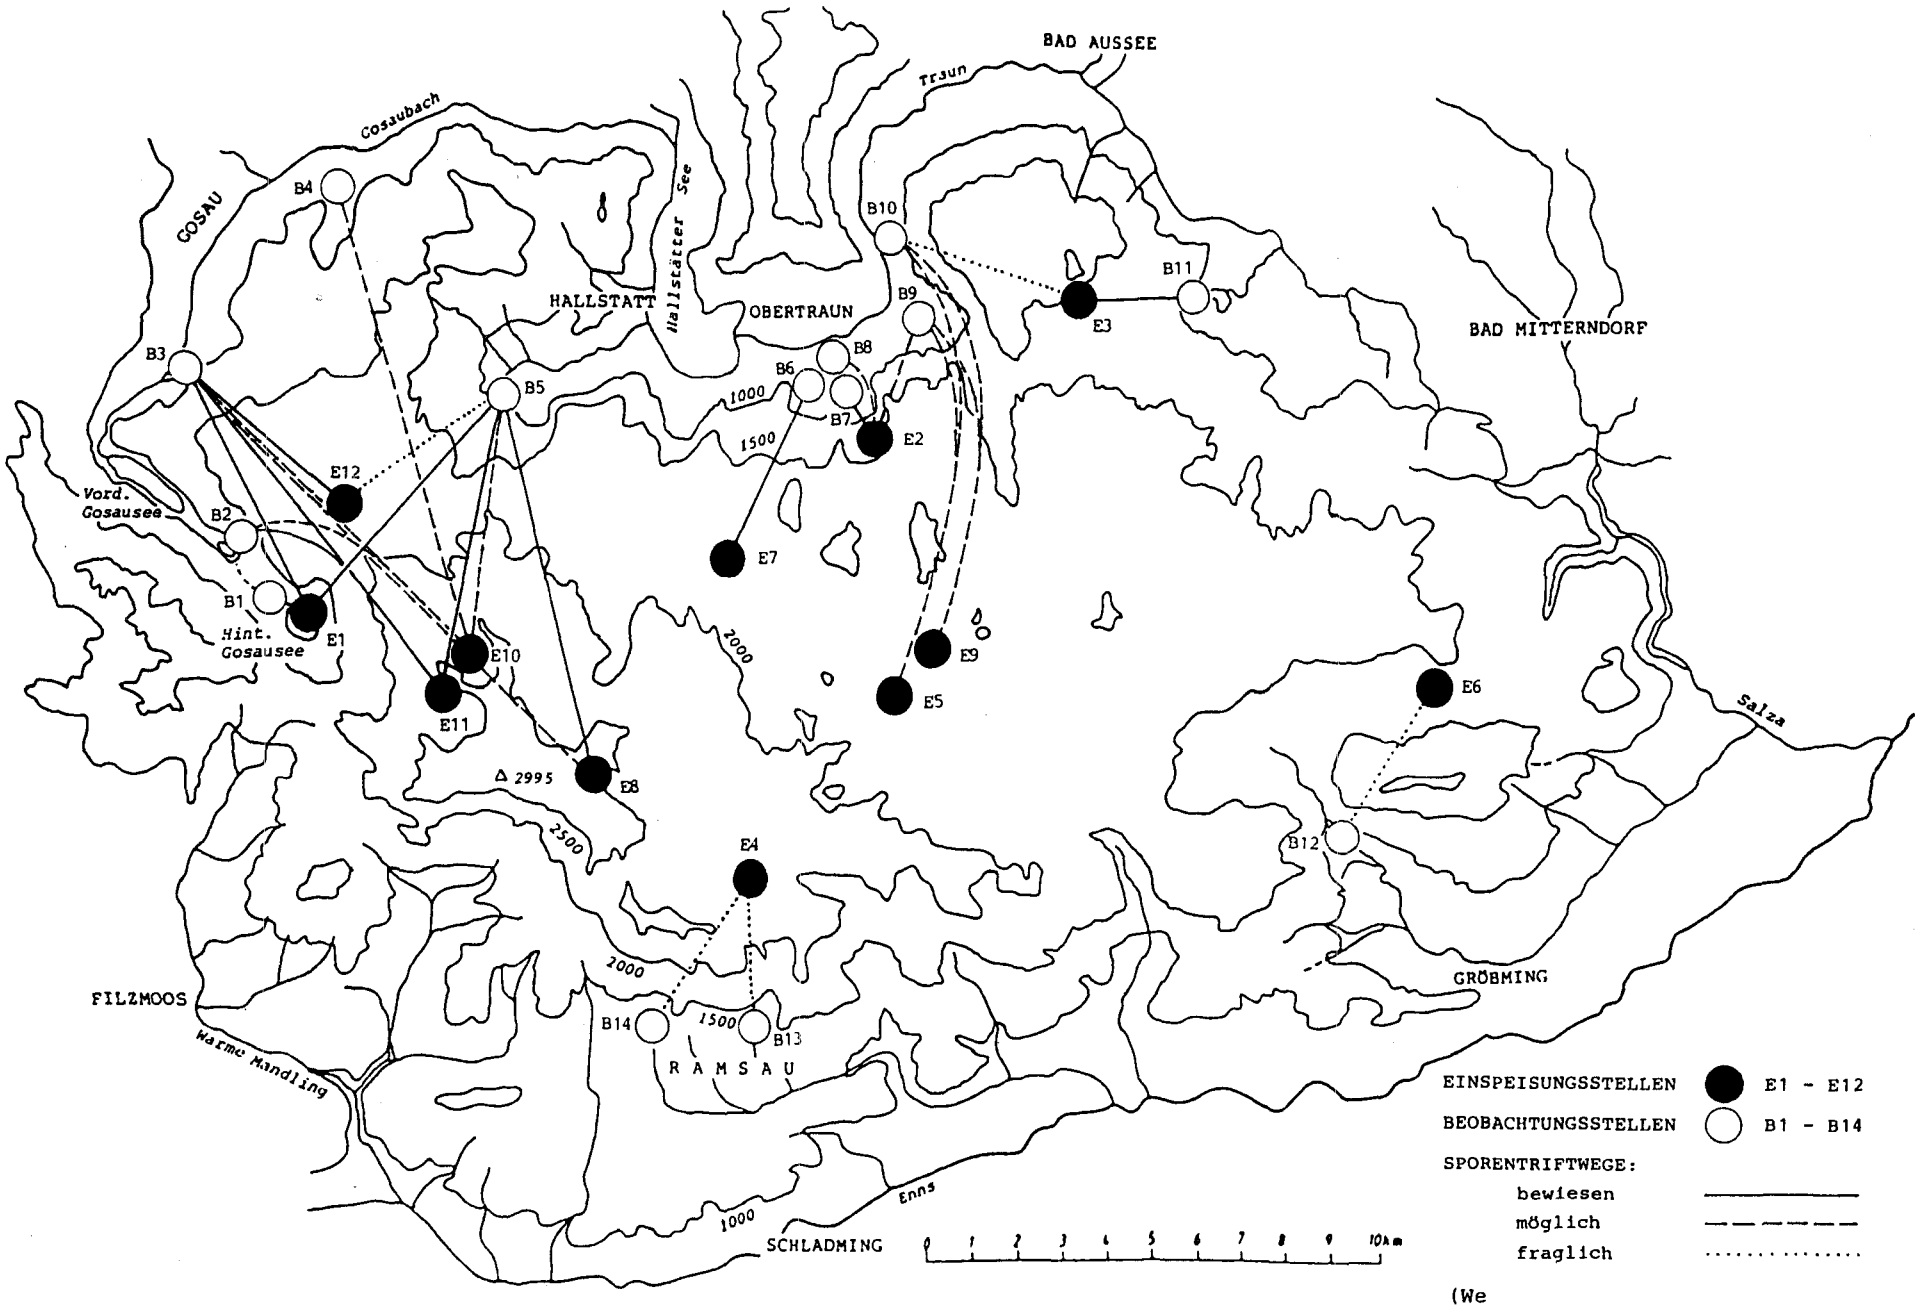 BAD AUSSEE
Traun
Gosaubach
GOSAU
B4
Hallstätter See
B10
B11
HALLSTATT
OBERTRAUN
B9
E3
BAD MITTERNDORF
B3
B8
B6
B5
1000
B7
1500
E2
E12
Vord.
Gosausee
B2
E7
B1
Hint.
Gosausee
E1
2000
E10
E9
E11
E5
E6
Salza
△ 2995
E8
2500
E4
B12
2000
GRÖBMING
FILZMOOS
B14
1500
B13
RAMSAU
Warme Mandling
Enns
1000
SCHLADMING
0 1 2 3 4 5 6 7 8 9 10km
EINSPEISUNGSSTELLEN E1 - E12
BEOBACHTUNGSSTELLEN B1 - B14
SPORENTRIFTWEGE:
bewiesen
möglich
fraglich
(We